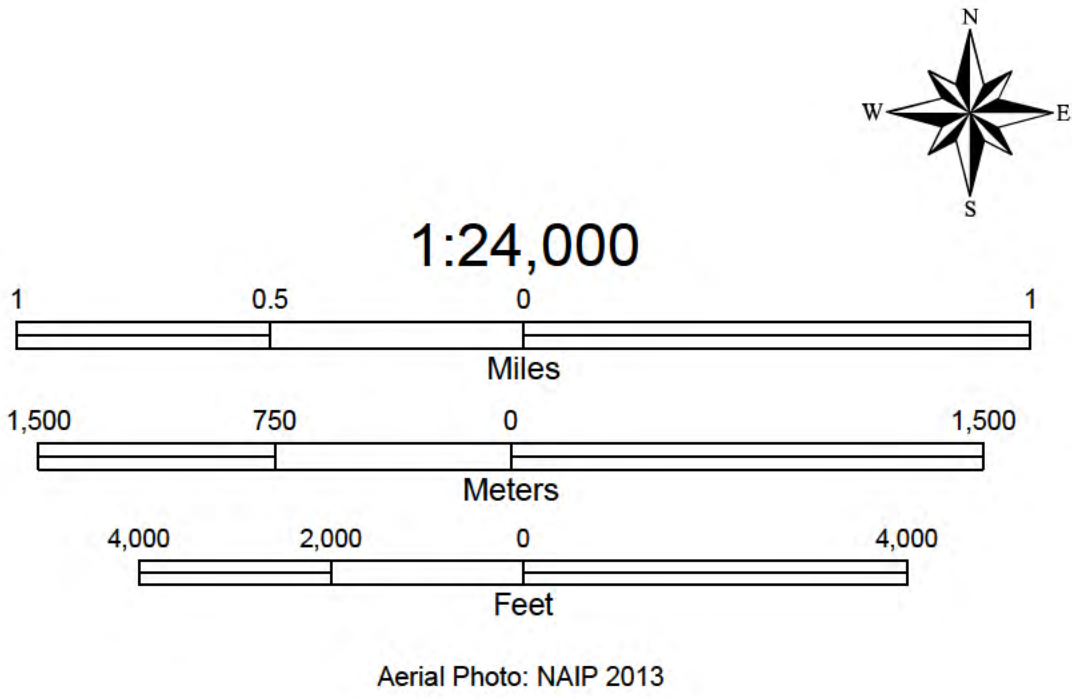 N
W E
S
1:24,000
1 0.5 0 1
Miles
1,500 750 0 1,500
Meters
4,000 2,000 0 4,000
Feet
Aerial Photo: NAIP 2013